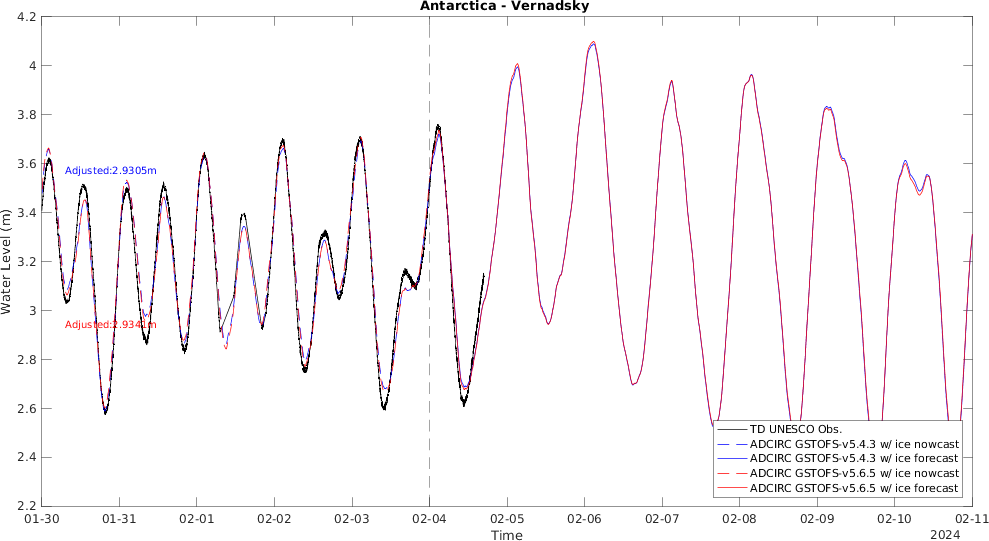 Antarctica - Vernadsky
4.2
4
3.8
3.6
3.4
3.2
3
2.8
2.6
2.4
2.2
Water Level (m)
Adjusted:2.9305m
Adjusted:2.9341m
TD UNESCO Obs.
ADCIRC GSTOFS-v5.4.3 w/ ice nowcast
ADCIRC GSTOFS-v5.4.3 w/ ice forecast
ADCIRC GSTOFS-v5.6.5 w/ ice nowcast
ADCIRC GSTOFS-v5.6.5 w/ ice forecast
01-30 01-31 02-01 02-02 02-03 02-04 02-05 02-06 02-07 02-08 02-09 02-10 02-11
Time
2024